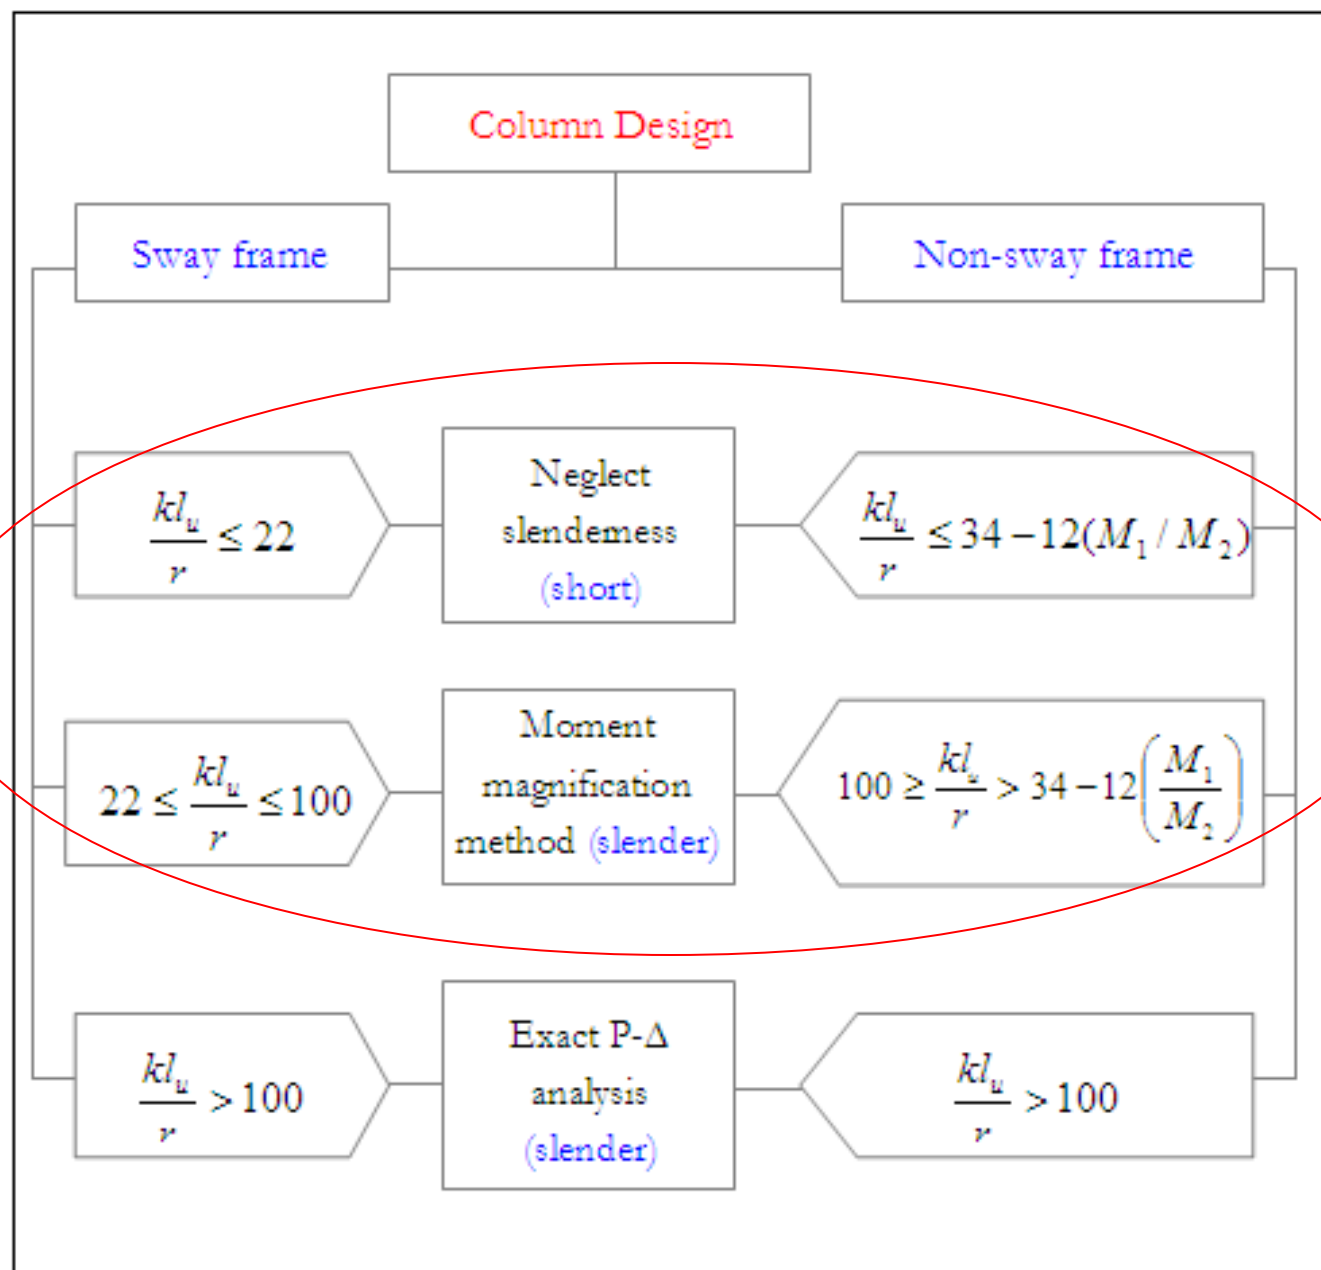 Column Design
Sway frame
Non-sway frame
kl_u / r ≤ 22
Neglect
slenderness
(short)
kl_u / r ≤ 34 − 12(M_1 / M_2)
22 ≤ kl_u / r ≤ 100
Moment
magnification
method (slender)
100 ≥ kl_u / r > 34 − 12(M_1 / M_2)
kl_u / r > 100
Exact P-Δ
analysis
(slender)
kl_u / r > 100